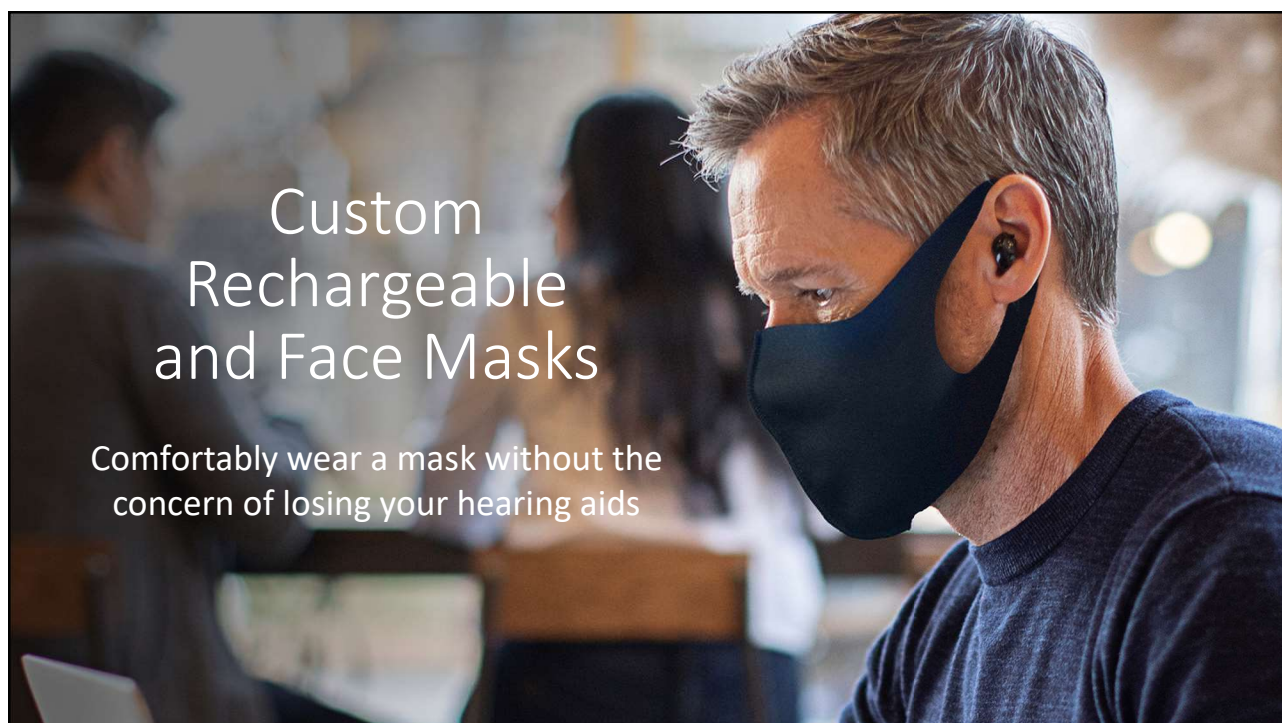 Custom
Rechargeable
and Face Masks
Comfortably wear a mask without the
concern of losing your hearing aids